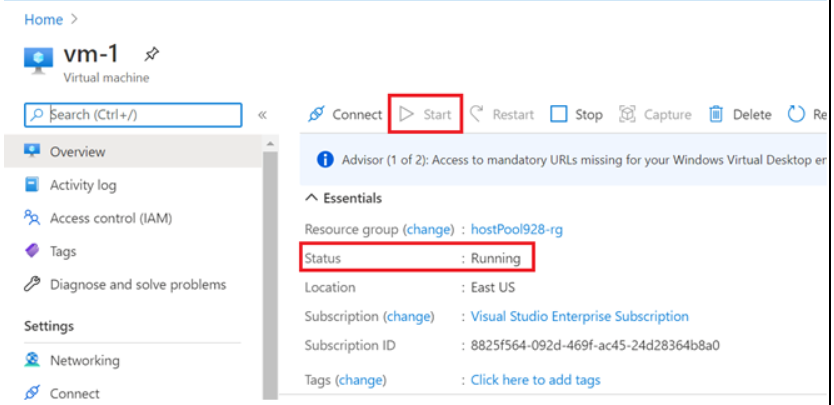 Home >
vm-1
Virtual machine
Search (Ctrl+/)
«
Connect Start Restart Stop Capture Delete Re
Overview
Activity log
Access control (IAM)
Tags
Diagnose and solve problems
Settings
Networking
Connect
Advisor (1 of 2): Access to mandatory URLs missing for your Windows Virtual Desktop en
Essentials
Resource group (change) : hostPool928-rg
Status : Running
Location : East US
Subscription (change) : Visual Studio Enterprise Subscription
Subscription ID : 8825f564-092d-469f-ac45-24d28364b8a0
Tags (change) : Click here to add tags